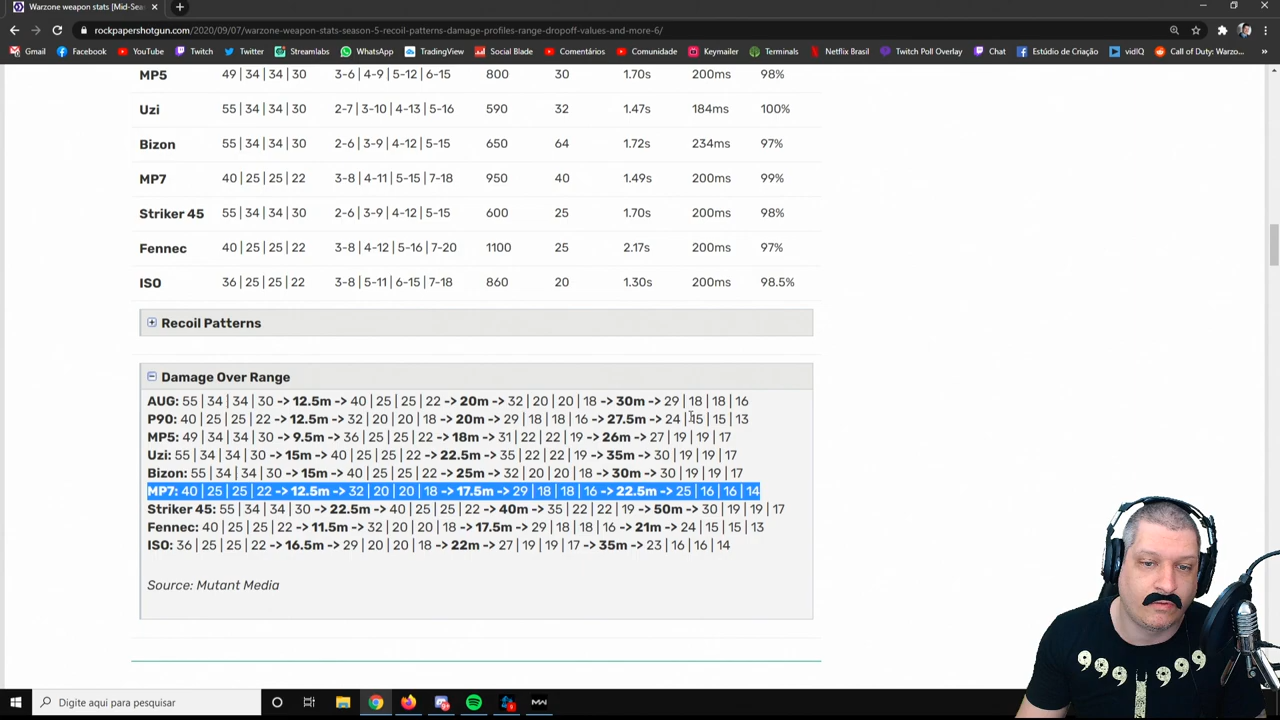 Warzone weapon stats [Mid-Sea
rockpapershotgun.com/2020/09/07/warzone-weapon-stats-season-5-recoil-patterns-damage-profiles-range-dropoff-values-and-more-6/
Gmail Facebook YouTube Twitch Twitter Streamlabs WhatsApp TradingView Social Blade Comentários Comunidade Keymailer Terminals Netflix Brasil Twitch Poll Overlay Chat Estúdio de Criação vidIQ Call of Duty: Warzo...
MP5 49 | 34 | 34 | 30 3-6 | 4-9 | 5-12 | 6-15 800 30 1.70s 200ms 98%
Uzi 55 | 34 | 34 | 30 2-7 | 3-10 | 4-13 | 5-16 590 32 1.47s 184ms 100%
Bizon 55 | 34 | 34 | 30 2-6 | 3-9 | 4-12 | 5-15 650 64 1.72s 234ms 97%
MP7 40 | 25 | 25 | 22 3-8 | 4-11 | 5-15 | 7-18 950 40 1.49s 200ms 99%
Striker 45 55 | 34 | 34 | 30 2-6 | 3-9 | 4-12 | 5-15 600 25 1.70s 200ms 98%
Fennec 40 | 25 | 25 | 22 3-8 | 4-12 | 5-16 | 7-20 1100 25 2.17s 200ms 97%
ISO 36 | 25 | 25 | 22 3-8 | 5-11 | 6-15 | 7-18 860 20 1.30s 200ms 98.5%
Recoil Patterns
Damage Over Range
AUG: 55 | 34 | 34 | 30 -> 12.5m -> 40 | 25 | 25 | 22 -> 20m -> 32 | 20 | 20 | 18 -> 30m -> 29 | 18 | 18 | 16
P90: 40 | 25 | 25 | 22 -> 12.5m -> 32 | 20 | 20 | 18 -> 20m -> 29 | 18 | 18 | 16 -> 27.5m -> 24 | 15 | 15 | 13
MP5: 49 | 34 | 34 | 30 -> 9.5m -> 36 | 25 | 25 | 22 -> 18m -> 31 | 22 | 22 | 19 -> 26m -> 27 | 19 | 19 | 17
Uzi: 55 | 34 | 34 | 30 -> 15m -> 40 | 25 | 25 | 22 -> 22.5m -> 35 | 22 | 22 | 19 -> 35m -> 30 | 19 | 19 | 17
Bizon: 55 | 34 | 34 | 30 -> 15m -> 40 | 25 | 25 | 22 -> 25m -> 32 | 20 | 20 | 18 -> 30m -> 30 | 19 | 19 | 17
MP7: 40 | 25 | 25 | 22 -> 12.5m -> 32 | 20 | 20 | 18 -> 17.5m -> 29 | 18 | 18 | 16 -> 22.5m -> 25 | 16 | 16 | 14
Striker 45: 55 | 34 | 34 | 30 -> 22.5m -> 40 | 25 | 25 | 22 -> 40m -> 35 | 22 | 22 | 19 -> 50m -> 30 | 19 | 19 | 17
Fennec: 40 | 25 | 25 | 22 -> 11.5m -> 32 | 20 | 20 | 18 -> 17.5m -> 29 | 18 | 18 | 16 -> 21m -> 24 | 15 | 15 | 13
ISO: 36 | 25 | 25 | 22 -> 16.5m -> 29 | 20 | 20 | 18 -> 22m -> 27 | 19 | 19 | 17 -> 35m -> 23 | 16 | 16 | 14
Source: Mutant Media
Digite aqui para pesquisar